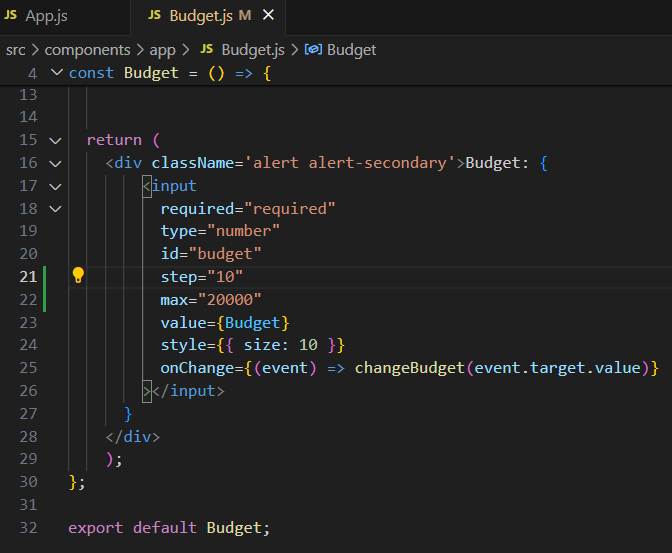 JS App.js
JS Budget.js M ×
src > components > app > JS Budget.js > Budget
4 const Budget = () => {
13
14
15 return (
16 <div className='alert alert-secondary'>Budget: {
17 <input
18 required="required"
19 type="number"
20 id="budget"
21 step="10"
22 max="20000"
23 value={Budget}
24 style={{ size: 10 }}
25 onChange={(event) => changeBudget(event.target.value)}
26 ></input>
27 }
28 </div>
29 );
30 };
31
32 export default Budget;